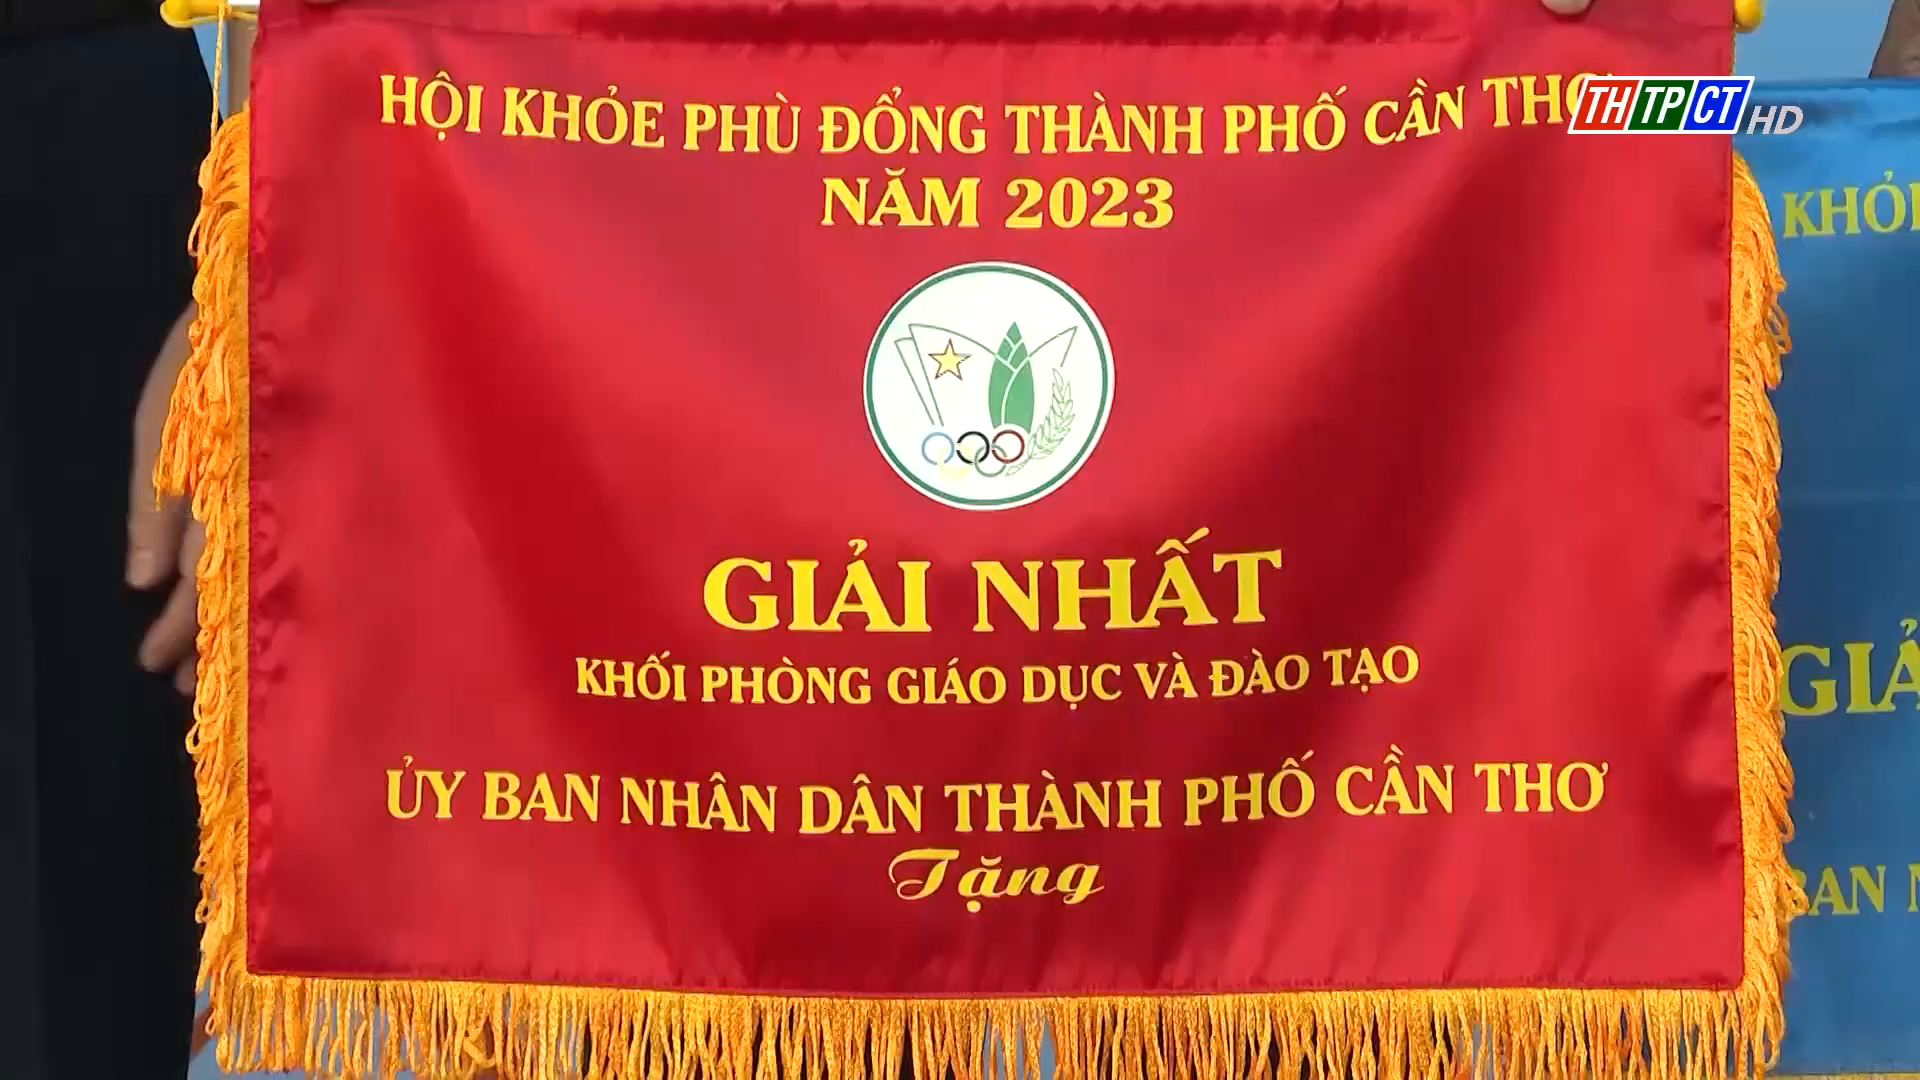 HỘI KHỎE PHÙ ĐỔNG THÀNH PHỐ CẦN THƠ
NĂM 2023
GIẢI NHẤT
KHỐI PHÒNG GIÁO DỤC VÀ ĐÀO TẠO
ỦY BAN NHÂN DÂN THÀNH PHỐ CẦN THƠ
Tặng
THTPCT HD
BAN